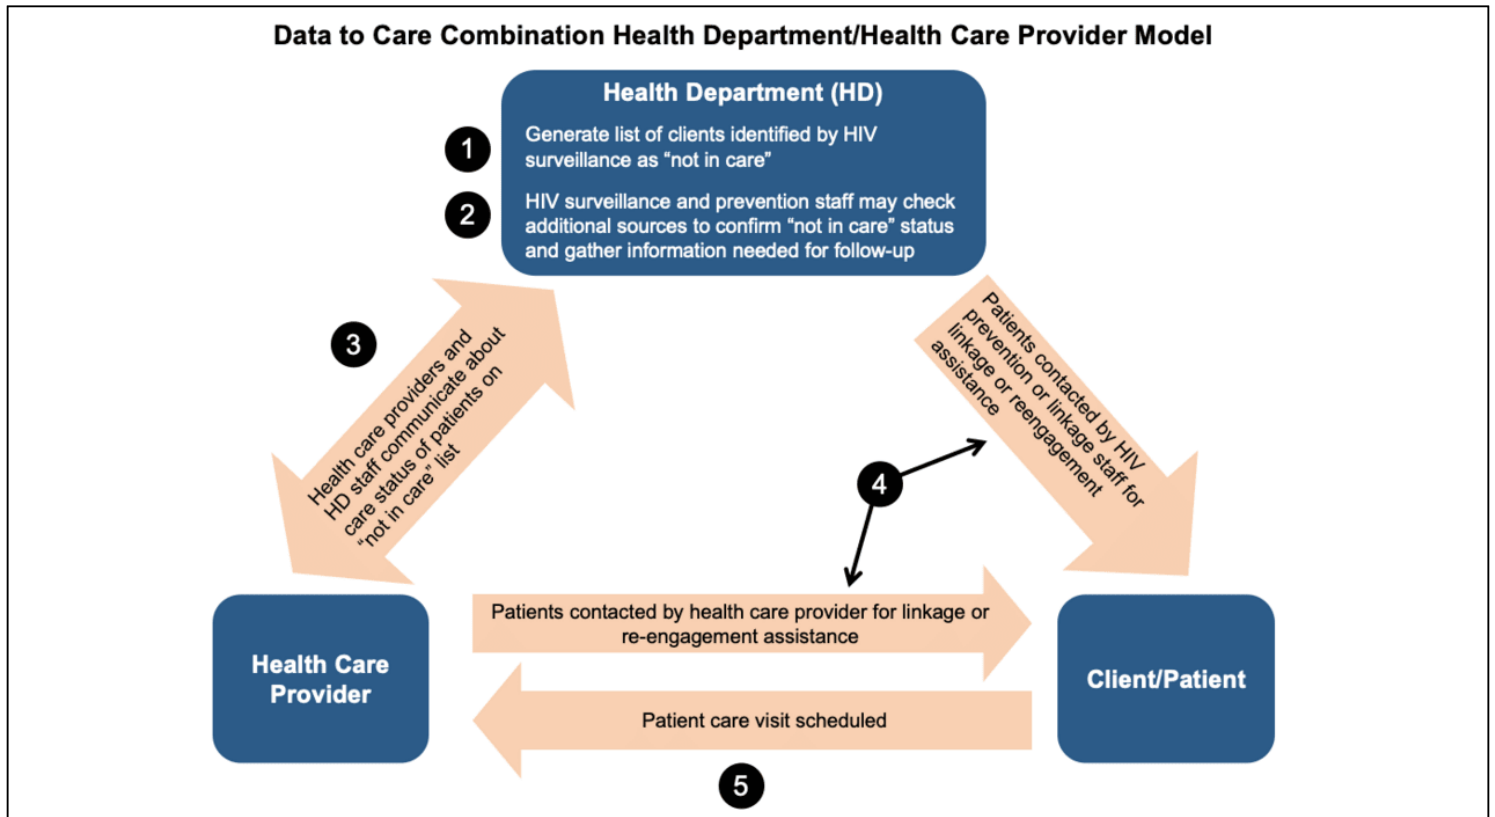 Data to Care Combination Health Department/Health Care Provider Model
Health Department (HD)
1
Generate list of clients identified by HIV
surveillance as “not in care”
2
HIV surveillance and prevention staff may check
additional sources to confirm “not in care” status
and gather information needed for follow-up
3
Health care providers and
HD staff communicate about
care status of patients on
“not in care” list
Patients contacted by HIV
prevention or linkage staff for
linkage or reengagement
assistance
4
Patients contacted by health care provider for linkage or
re-engagement assistance
Health Care
Provider
Client/Patient
Patient care visit scheduled
5